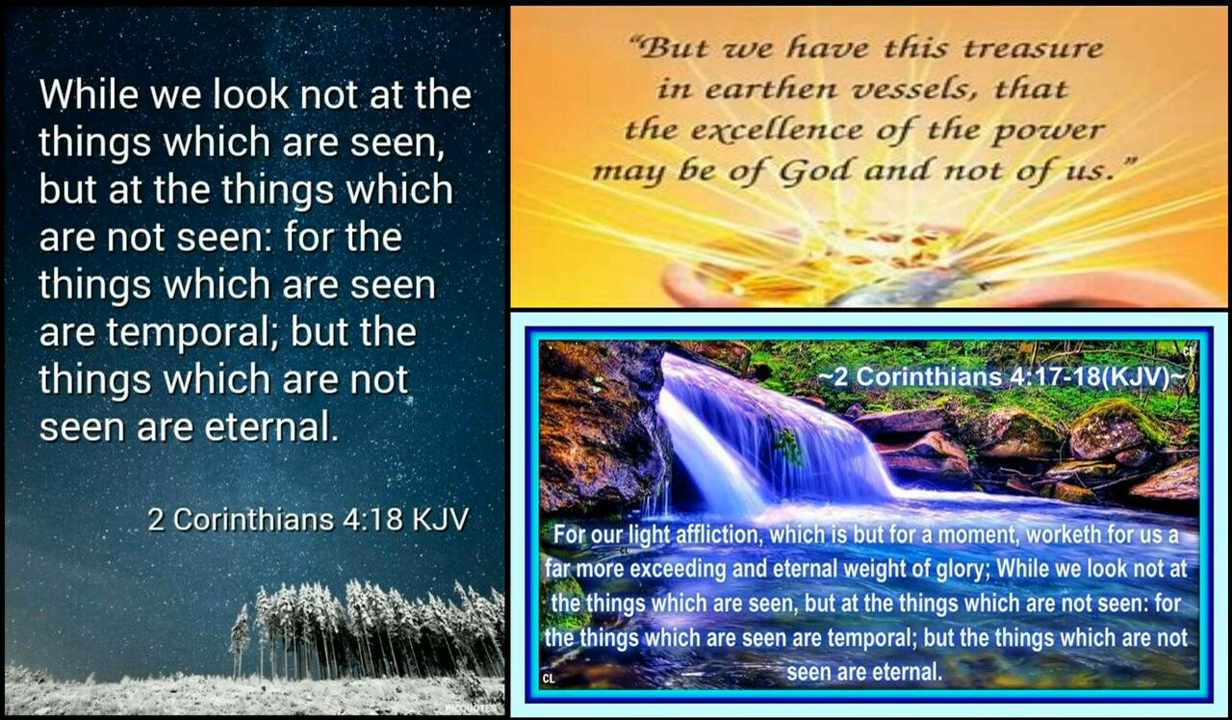 While we look not at the
things which are seen,
but at the things which
are not seen: for the
things which are seen
are temporal; but the
things which are not
seen are eternal.
2 Corinthians 4:18 KJV
PICQUOTES
“But we have this treasure
in earthen vessels, that
the excellence of the power
may be of God and not of us.”
CL
~2 Corinthians 4:17-18(KJV)~
For our light affliction, which is but for a moment, worketh for us a
CL
far more exceeding and eternal weight of glory; While we look not at
the things which are seen, but at the things which are not seen: for
the things which are seen are temporal; but the things which are not
seen are eternal.
CL